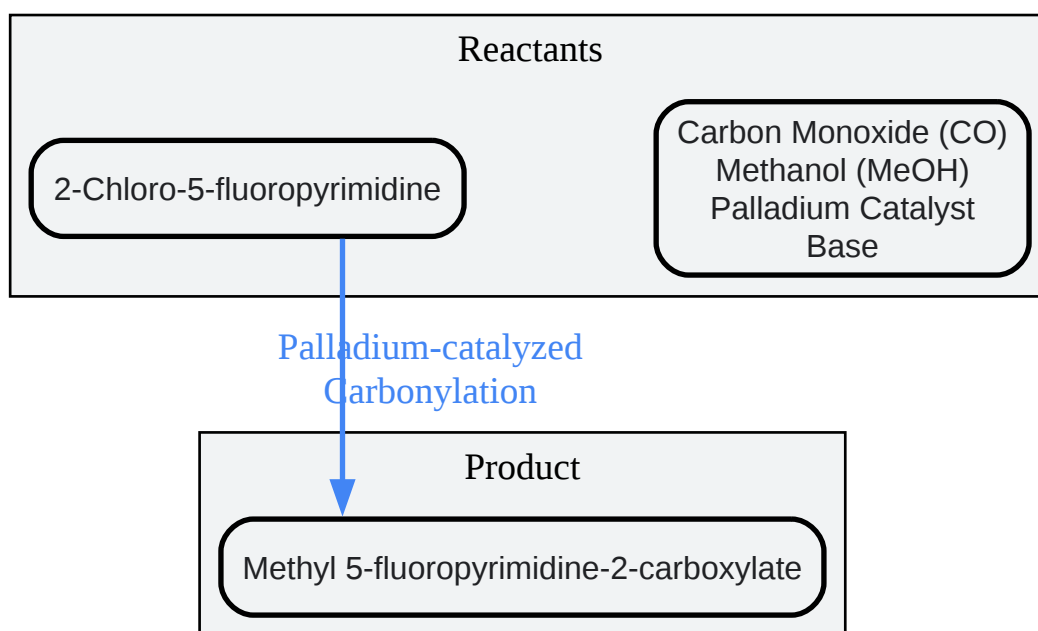 Reactants
2-Chloro-5-fluoropyrimidine
Carbon Monoxide (CO)
Methanol (MeOH)
Palladium Catalyst
Base
Palladium-catalyzed
Carbonylation
Product
Methyl 5-fluoropyrimidine-2-carboxylate